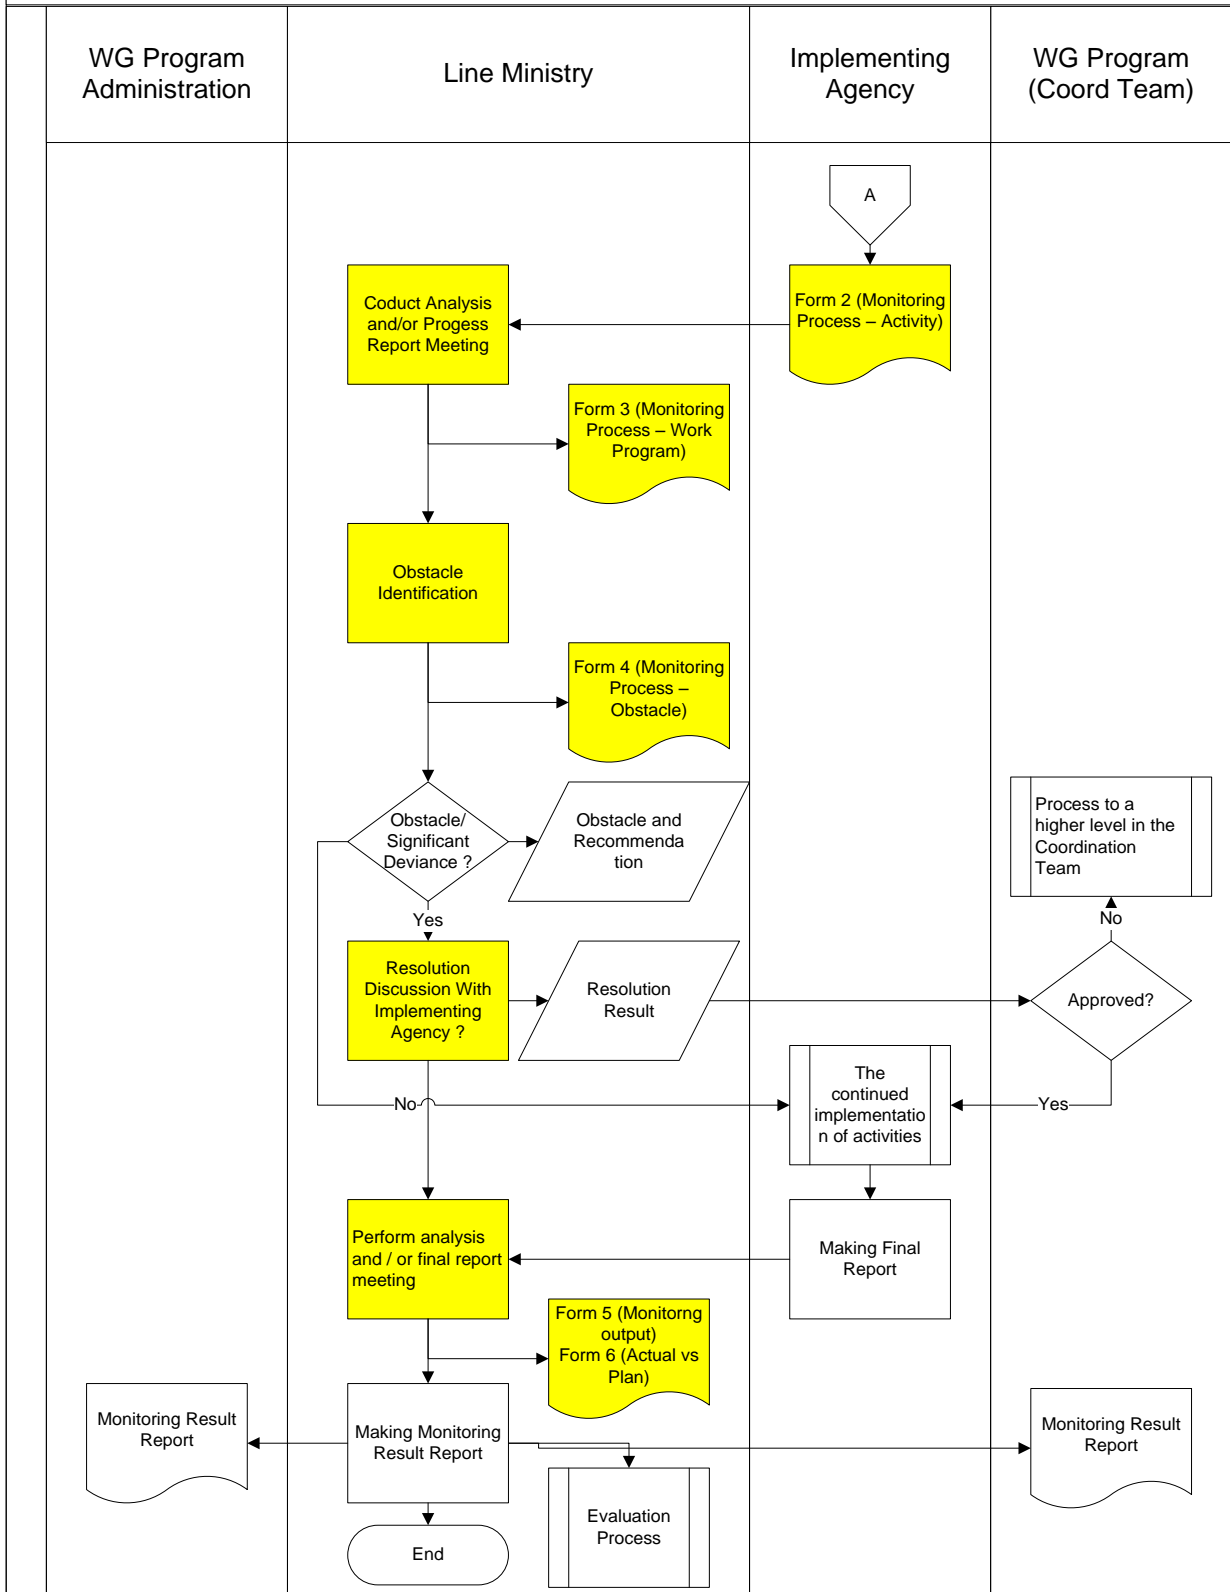 WG Program
Administration
Line Ministry
Implementing
Agency
WG Program
(Coord Team)
A
Coduct Analysis
and/or Progess
Report Meeting
Form 2 (Monitoring
Process – Activity)
Form 3 (Monitoring
Process – Work
Program)
Obstacle
Identification
Form 4 (Monitoring
Process –
Obstacle)
Obstacle/
Significant
Deviance ?
Obstacle and
Recommenda
tion
Process to a
higher level in the
Coordination
Team
Yes
No
Resolution
Discussion With
Implementing
Agency ?
Resolution
Result
Approved?
The
continued
implementatio
n of activities
No
Yes
Perform analysis
and / or final report
meeting
Making Final
Report
Form 5 (Monitorng
output)
Form 6 (Actual vs
Plan)
Monitoring Result
Report
Making Monitoring
Result Report
Monitoring Result
Report
Evaluation
Process
End